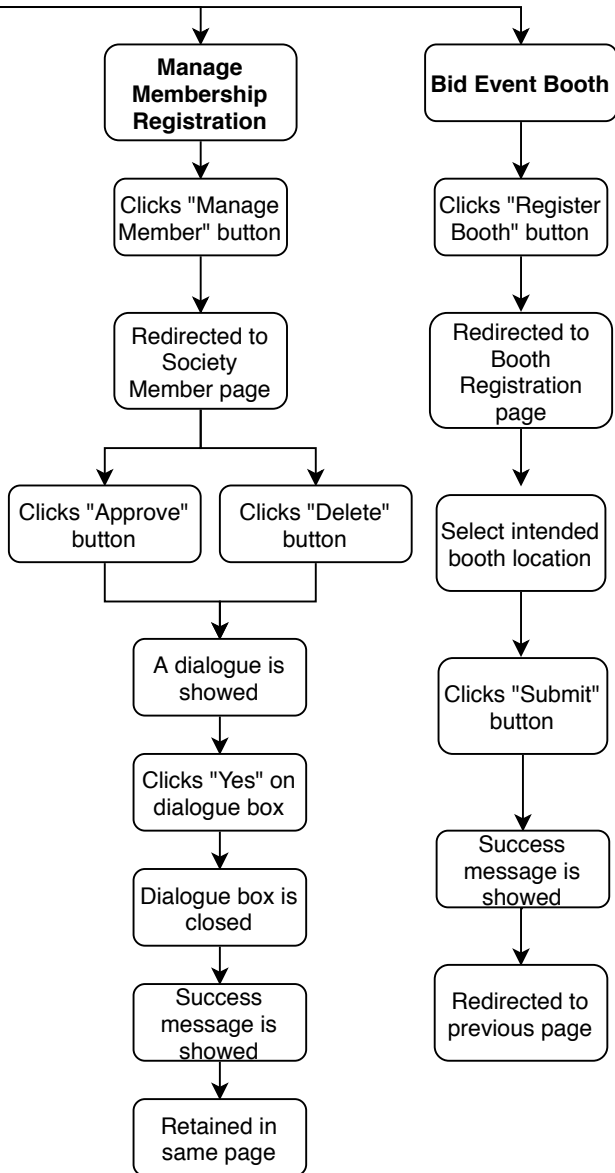 Manage
Membership
Registration
Clicks "Manage
Member" button
Redirected to
Society
Member page
Clicks "Approve"
button
Clicks "Delete"
button
A dialogue is
showed
Clicks "Yes" on
dialogue box
Dialogue box is
closed
Success
message is
showed
Retained in
same page
Bid Event Booth
Clicks "Register
Booth" button
Redirected to
Booth
Registration
page
Select intended
booth location
Clicks "Submit"
button
Success
message is
showed
Redirected to
previous page